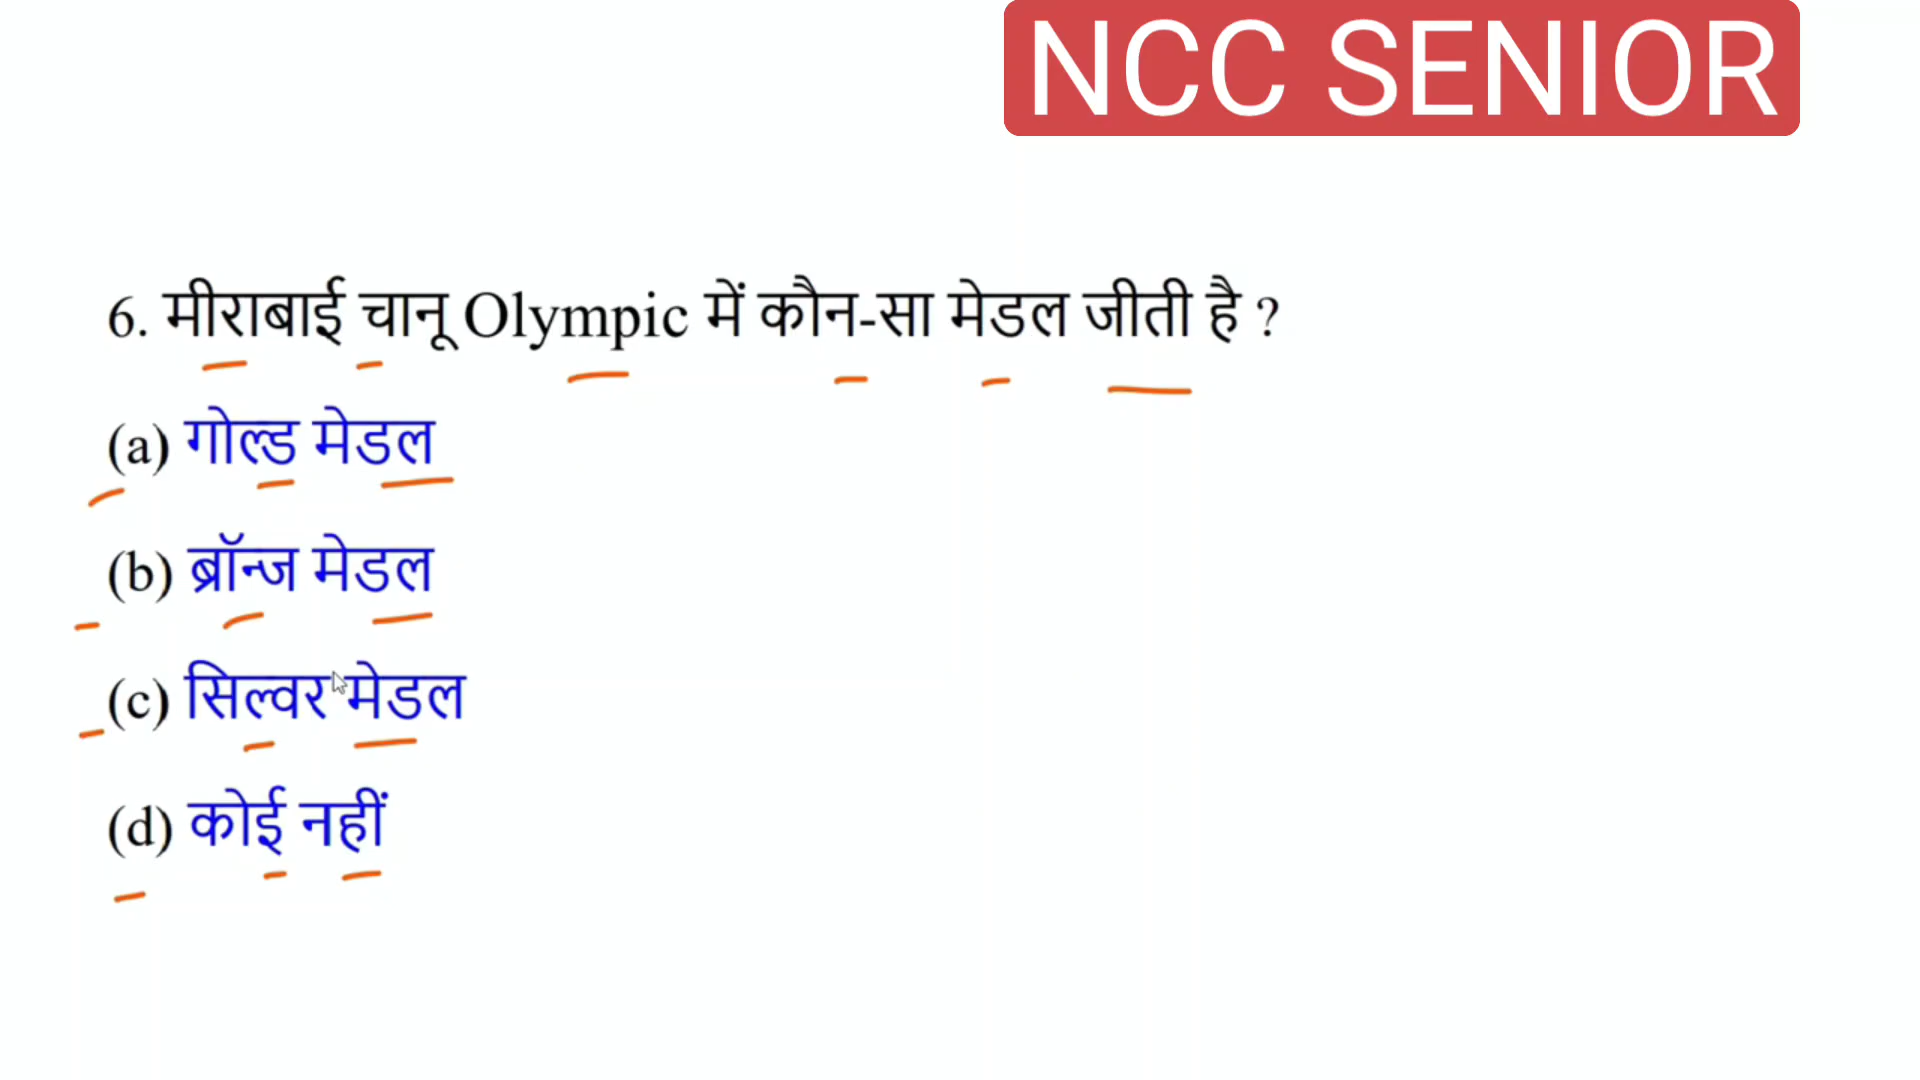 NCC SENIOR
6. मीराबाई चानू Olympic में कौन-सा मेडल जीती है ?
(a) गोल्ड मेडल
(b) ब्रॉन्ज मेडल
(c) सिल्वर मेडल
(d) कोई नहीं